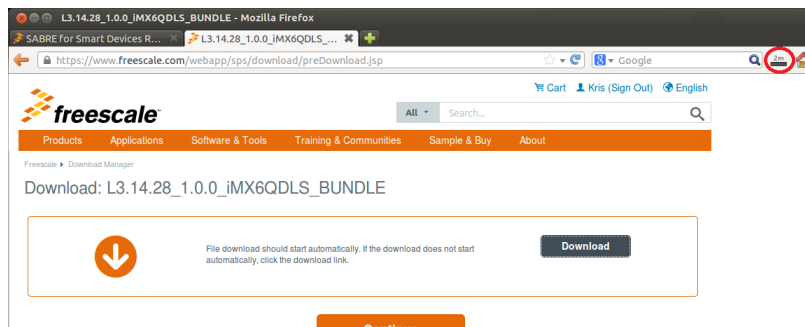 L3.14.28_1.0.0_iMX6QDLS_BUNDLE - Mozilla Firefox
SABRE for Smart Devices R... L3.14.28_1.0.0_iMX6QDLS_...
https://www.freescale.com/webapp/sps/download/preDownload.jsp Google 2m
Cart Kris (Sign Out) English
freescale
All Search...
Products Applications Software & Tools Training & Communities Sample & Buy About
Freescale Download Manager
Download: L3.14.28_1.0.0_iMX6QDLS_BUNDLE
File download should start automatically. If the download does not start
automatically, click the download link.
Download